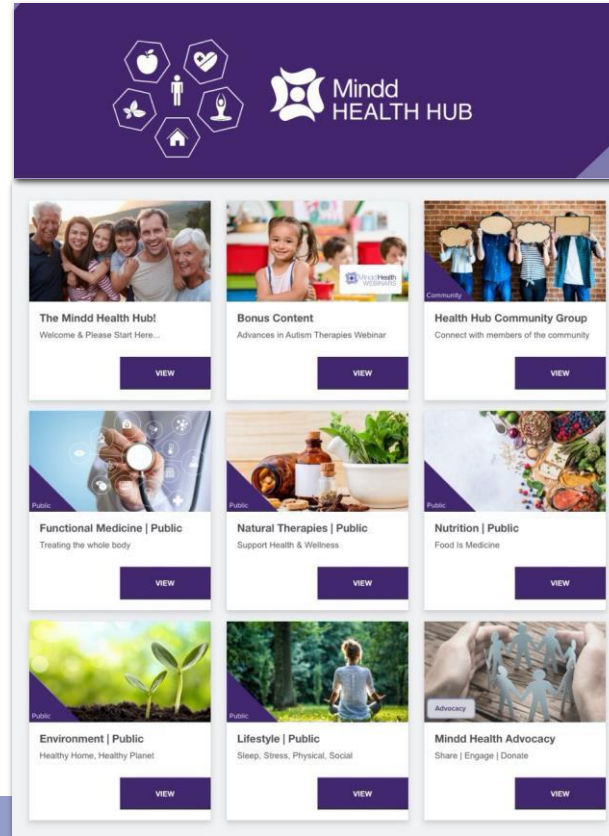 Mindd
HEALTH HUB
MinddHealth
WEBINARS
Community
The Mindd Health Hub!
Welcome & Please Start Here...
VIEW
Bonus Content
Advances in Autism Therapies Webinar
VIEW
Health Hub Community Group
Connect with members of the community
VIEW
Public
Functional Medicine | Public
Treating the whole body
VIEW
Public
Natural Therapies | Public
Support Health & Wellness
VIEW
Public
Nutrition | Public
Food Is Medicine
VIEW
Public
Environment | Public
Healthy Home, Healthy Planet
VIEW
Public
Lifestyle | Public
Sleep, Stress, Physical, Social
VIEW
Advocacy
Mindd Health Advocacy
Share | Engage | Donate
VIEW